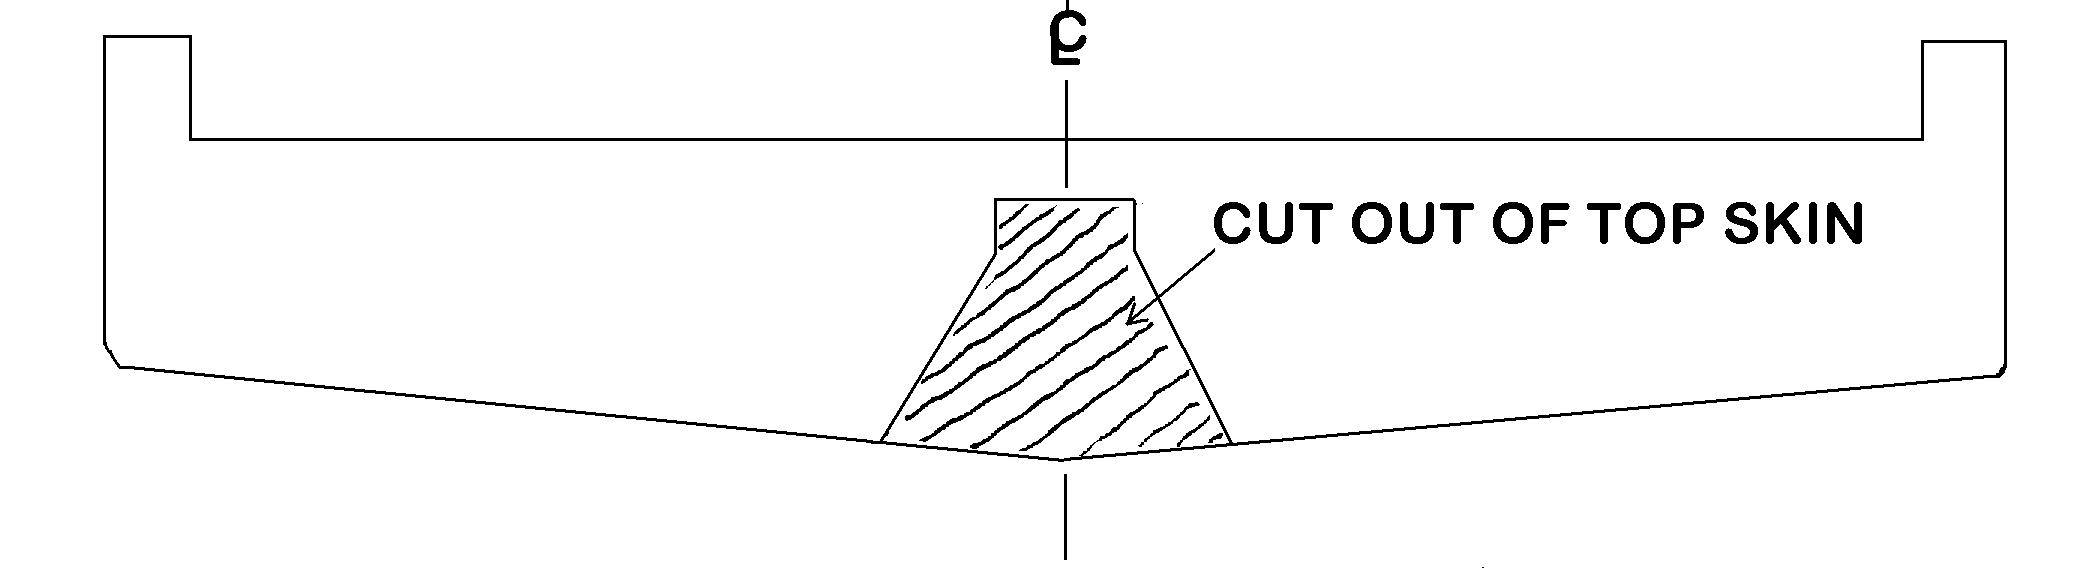 ℄
CUT OUT OF TOP SKIN